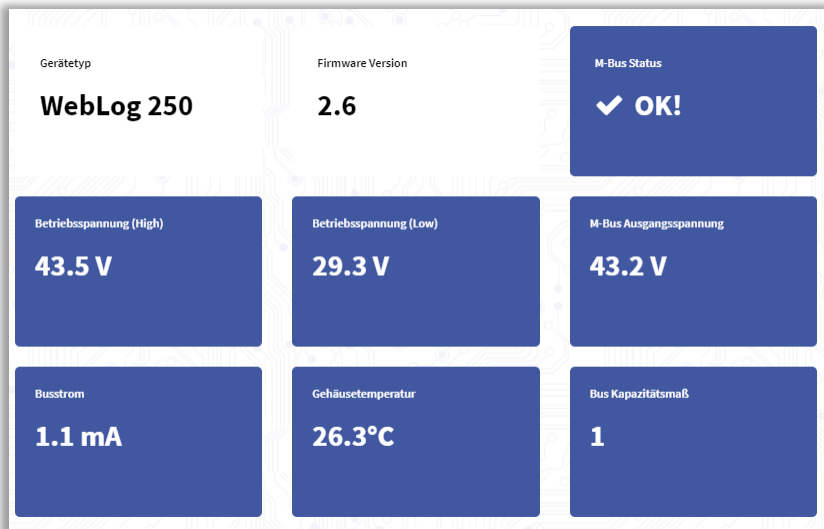 Gerätetyp
WebLog 250
Firmware Version
2.6
M-Bus Status
OK!
Betriebsspannung (High)
43.5 V
Betriebsspannung (Low)
29.3 V
M-Bus Ausgangsspannung
43.2 V
Busstrom
1.1 mA
Gehäusetemperatur
26.3°C
Bus Kapazitätsmaß
1